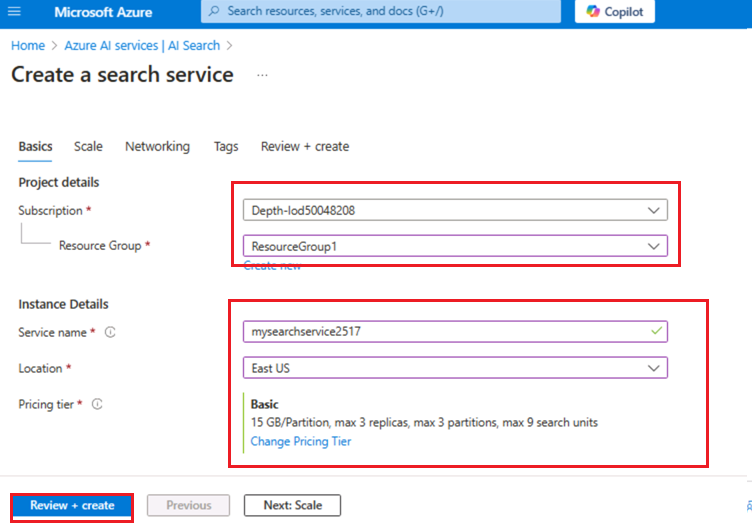 Microsoft Azure
Search resources, services, and docs (G+/)
Copilot
Home > Azure AI services | AI Search >
Create a search service ...
Basics Scale Networking Tags Review + create
Project details
Subscription * Depth-lod50048208
Resource Group * ResourceGroup1
Create new
Instance Details
Service name * mysearchservice2517
Location * East US
Pricing tier * Basic
15 GB/Partition, max 3 replicas, max 3 partitions, max 9 search units
Change Pricing Tier
Review + create Previous Next: Scale